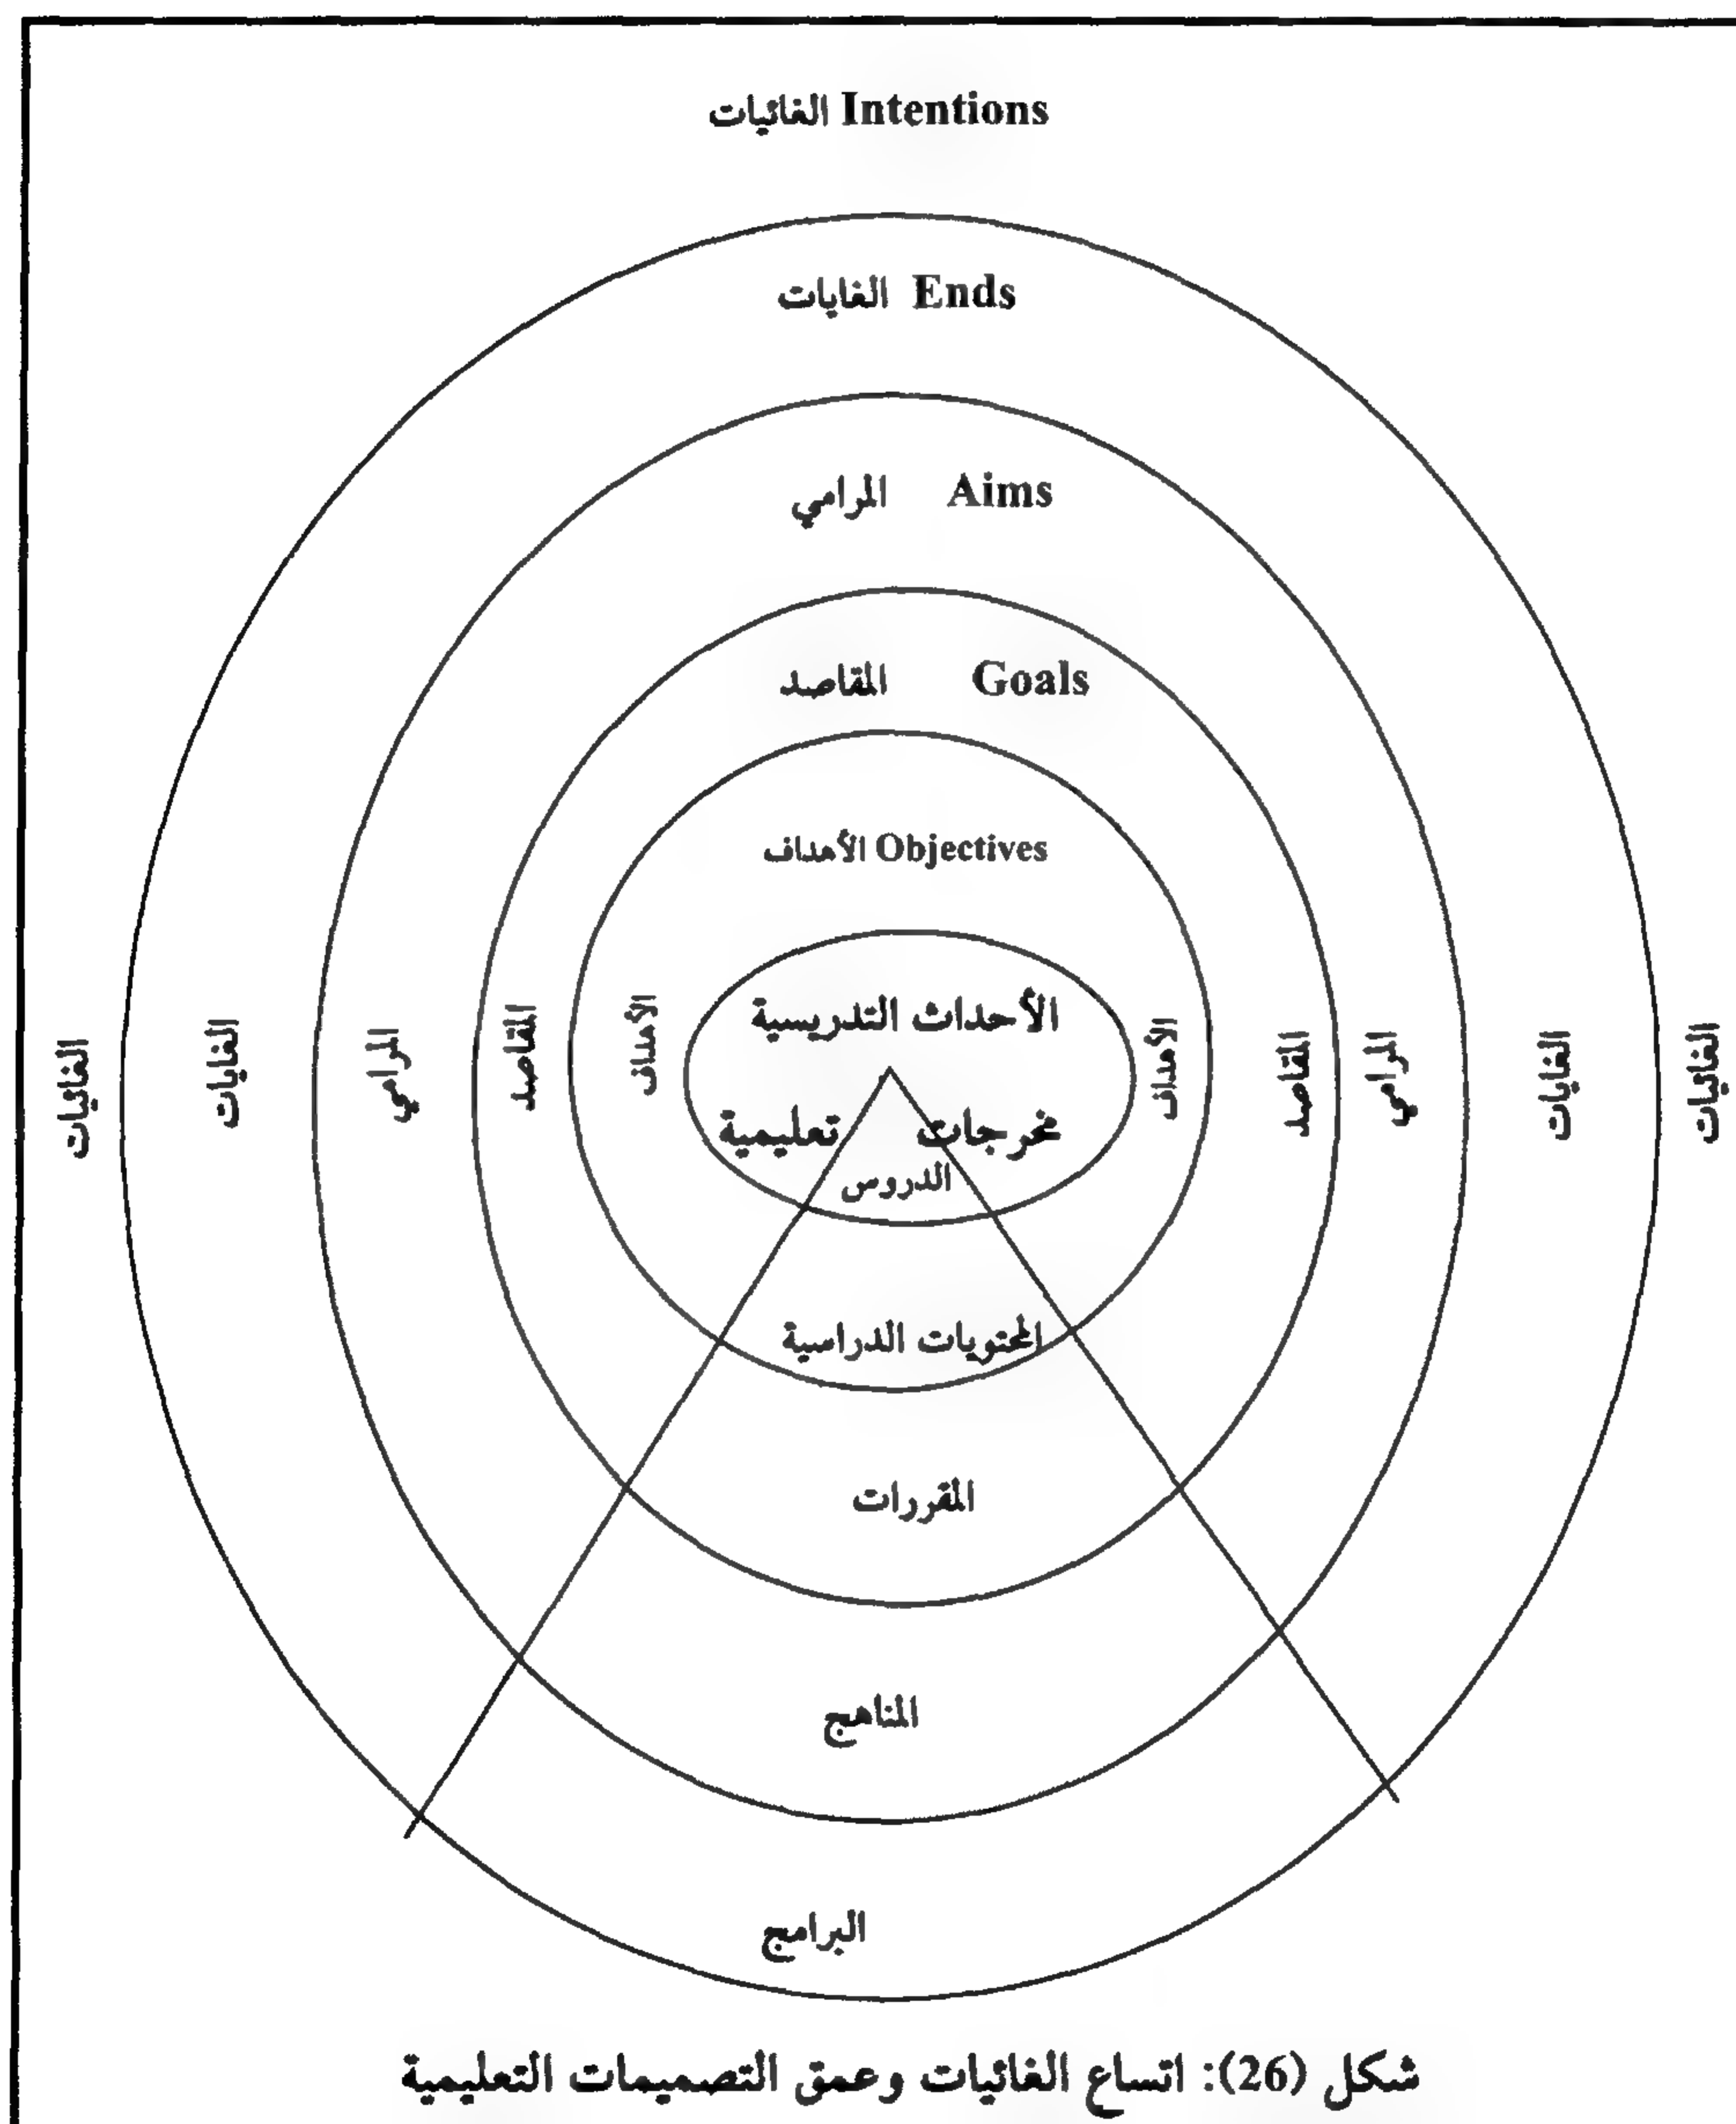 الغائيات Intentions
الغايات Ends
المرامي Aims
المقاصد Goals
الأهداف Objectives
الأحداث التدريسية
الغائيات
الغايات
المرامي
المقاصد
الأهداف
الأهداف
المقاصد
المرامي
الغايات
الغائيات
مخرجات تعليمية
الدروس
المحتويات الدراسية
المقررات
المناهج
البرامج
شكل (26): اتساع الغائيات وعمق التصميمات التعليمية